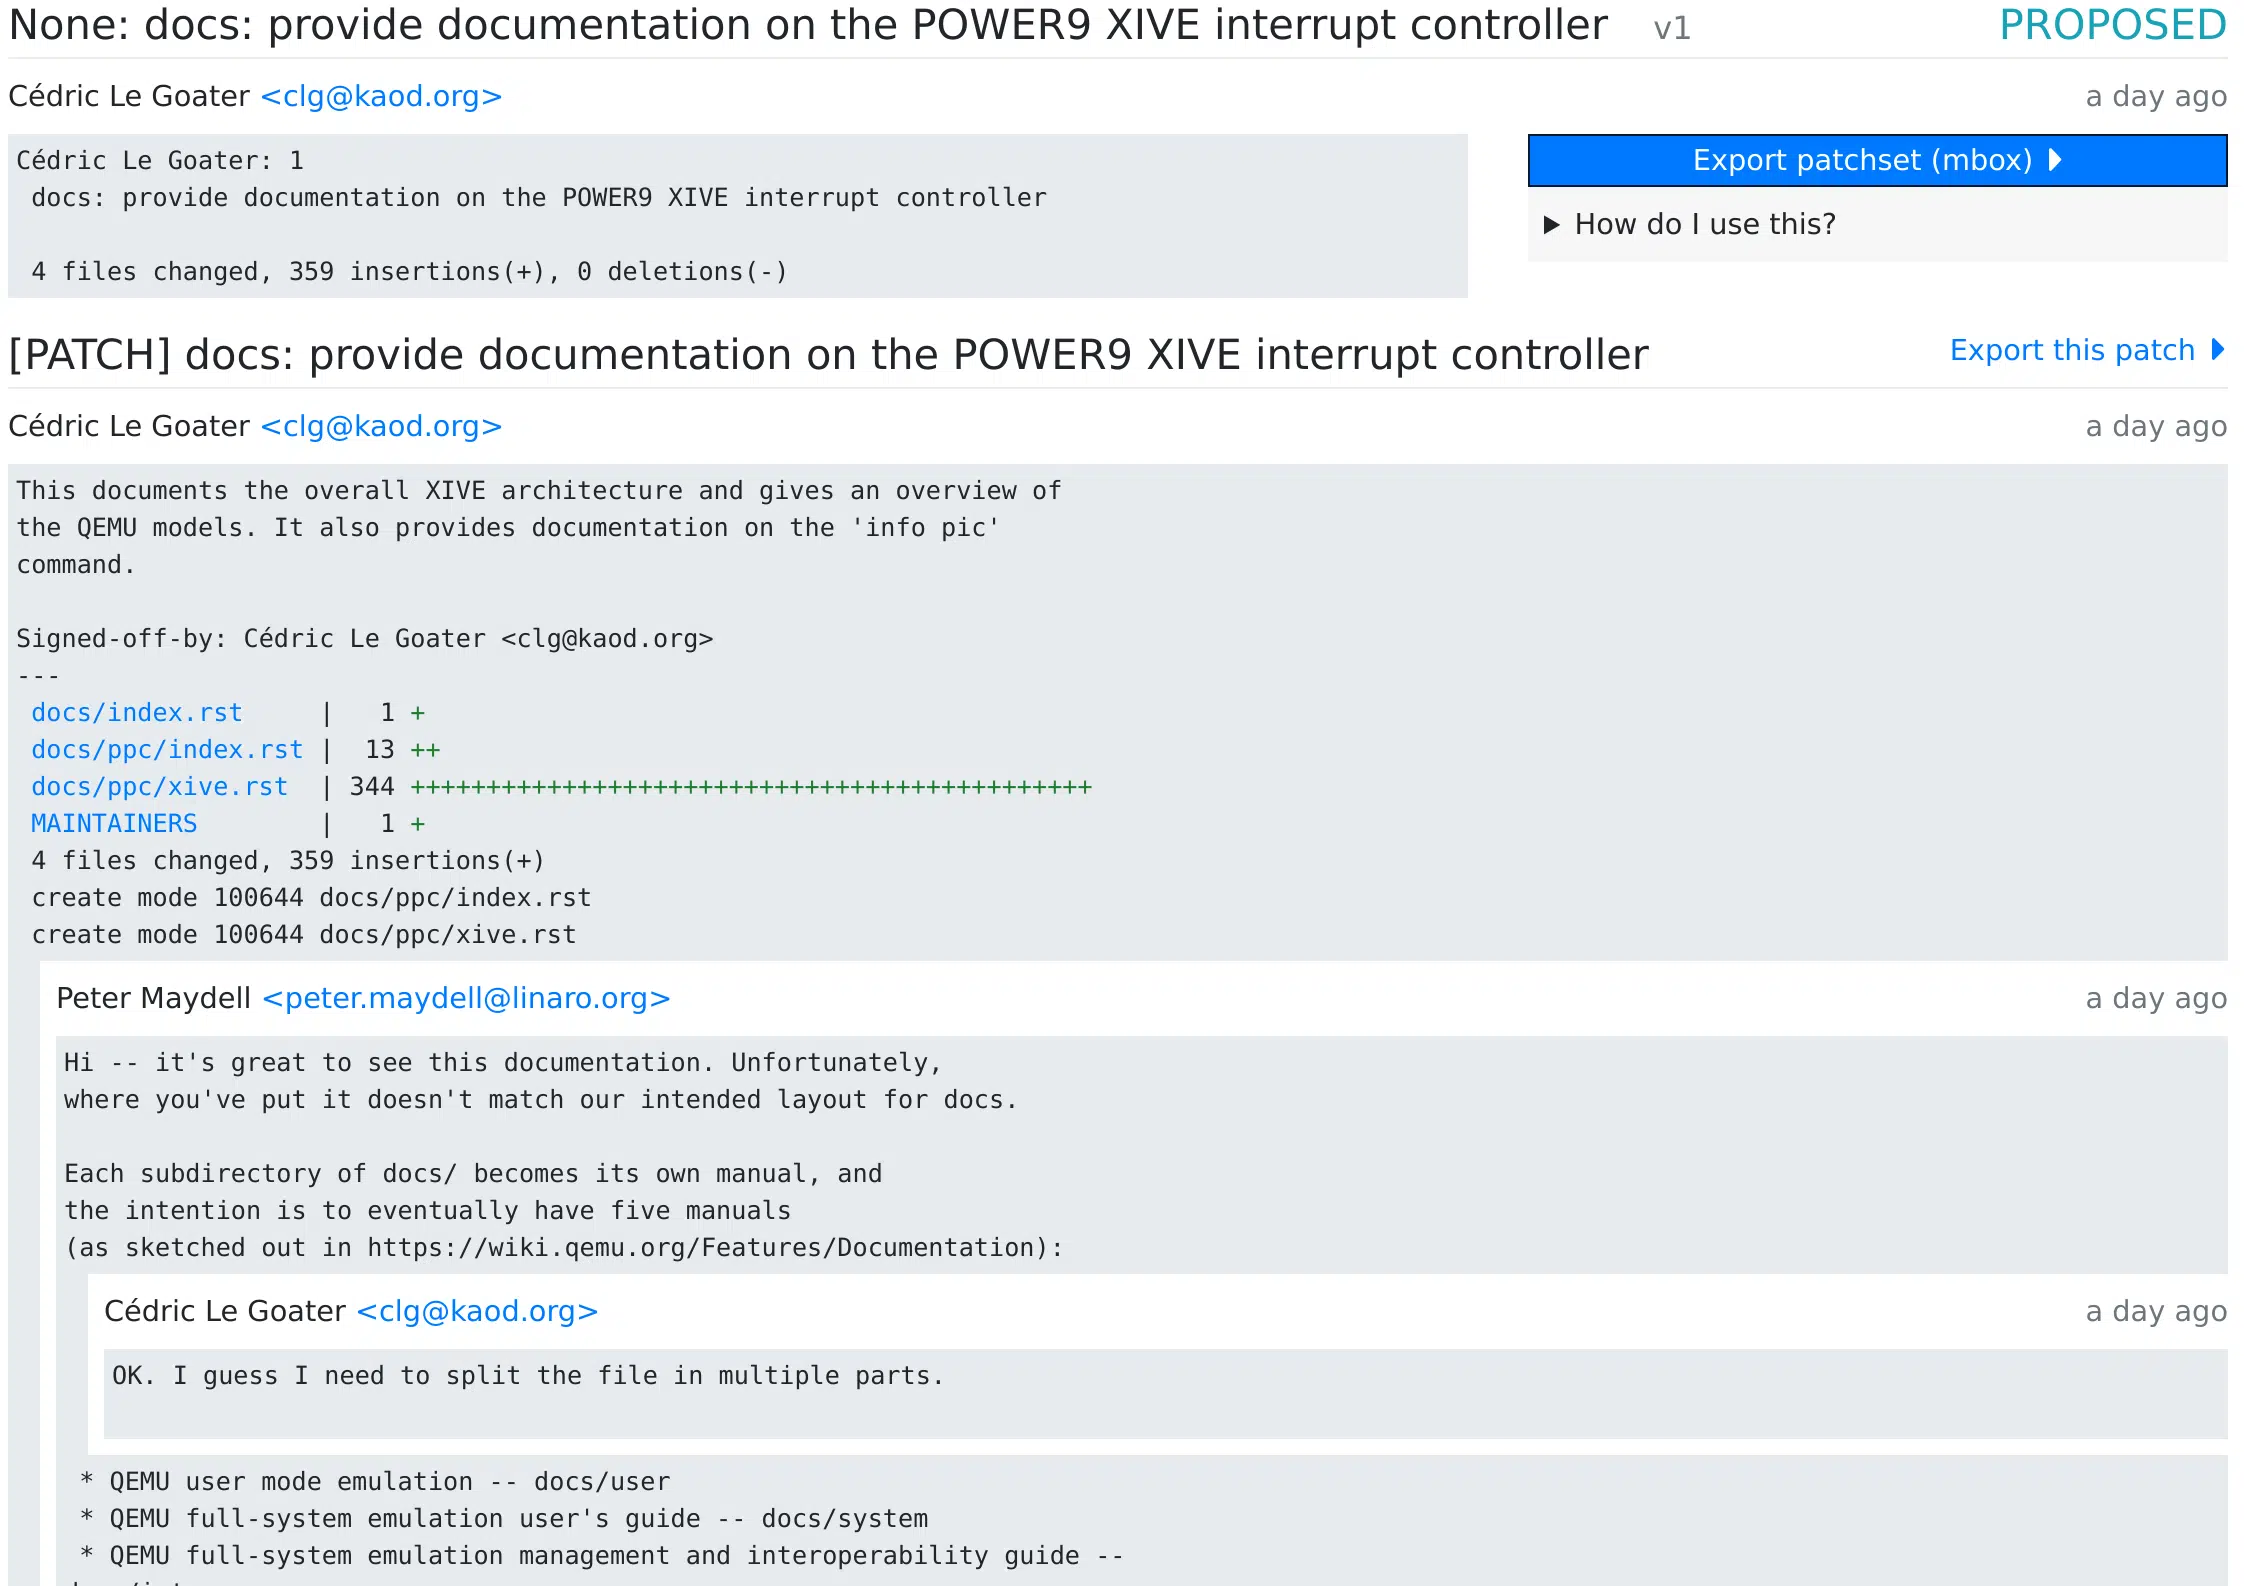 None: docs: provide documentation on the POWER9 XIVE interrupt controller v1 PROPOSED
Cédric Le Goater <clg@kaod.org> a day ago
Cédric Le Goater: 1
docs: provide documentation on the POWER9 XIVE interrupt controller
4 files changed, 359 insertions(+), 0 deletions(-)
Export patchset (mbox)
How do I use this?
[PATCH] docs: provide documentation on the POWER9 XIVE interrupt controller Export this patch
Cédric Le Goater <clg@kaod.org> a day ago
This documents the overall XIVE architecture and gives an overview of
the QEMU models. It also provides documentation on the 'info pic'
command.
Signed-off-by: Cédric Le Goater <clg@kaod.org>
---
docs/index.rst | 1 +
docs/ppc/index.rst | 13 ++
docs/ppc/xive.rst | 344 +++++++++++++++++++++++++++++++++++++++++++++
MAINTAINERS | 1 +
4 files changed, 359 insertions(+)
create mode 100644 docs/ppc/index.rst
create mode 100644 docs/ppc/xive.rst
Peter Maydell <peter.maydell@linaro.org> a day ago
Hi -- it's great to see this documentation. Unfortunately,
where you've put it doesn't match our intended layout for docs.
Each subdirectory of docs/ becomes its own manual, and
the intention is to eventually have five manuals
(as sketched out in https://wiki.qemu.org/Features/Documentation):
Cédric Le Goater <clg@kaod.org> a day ago
OK. I guess I need to split the file in multiple parts.
* QEMU user mode emulation -- docs/user
* QEMU full-system emulation user's guide -- docs/system
* QEMU full-system emulation management and interoperability guide --